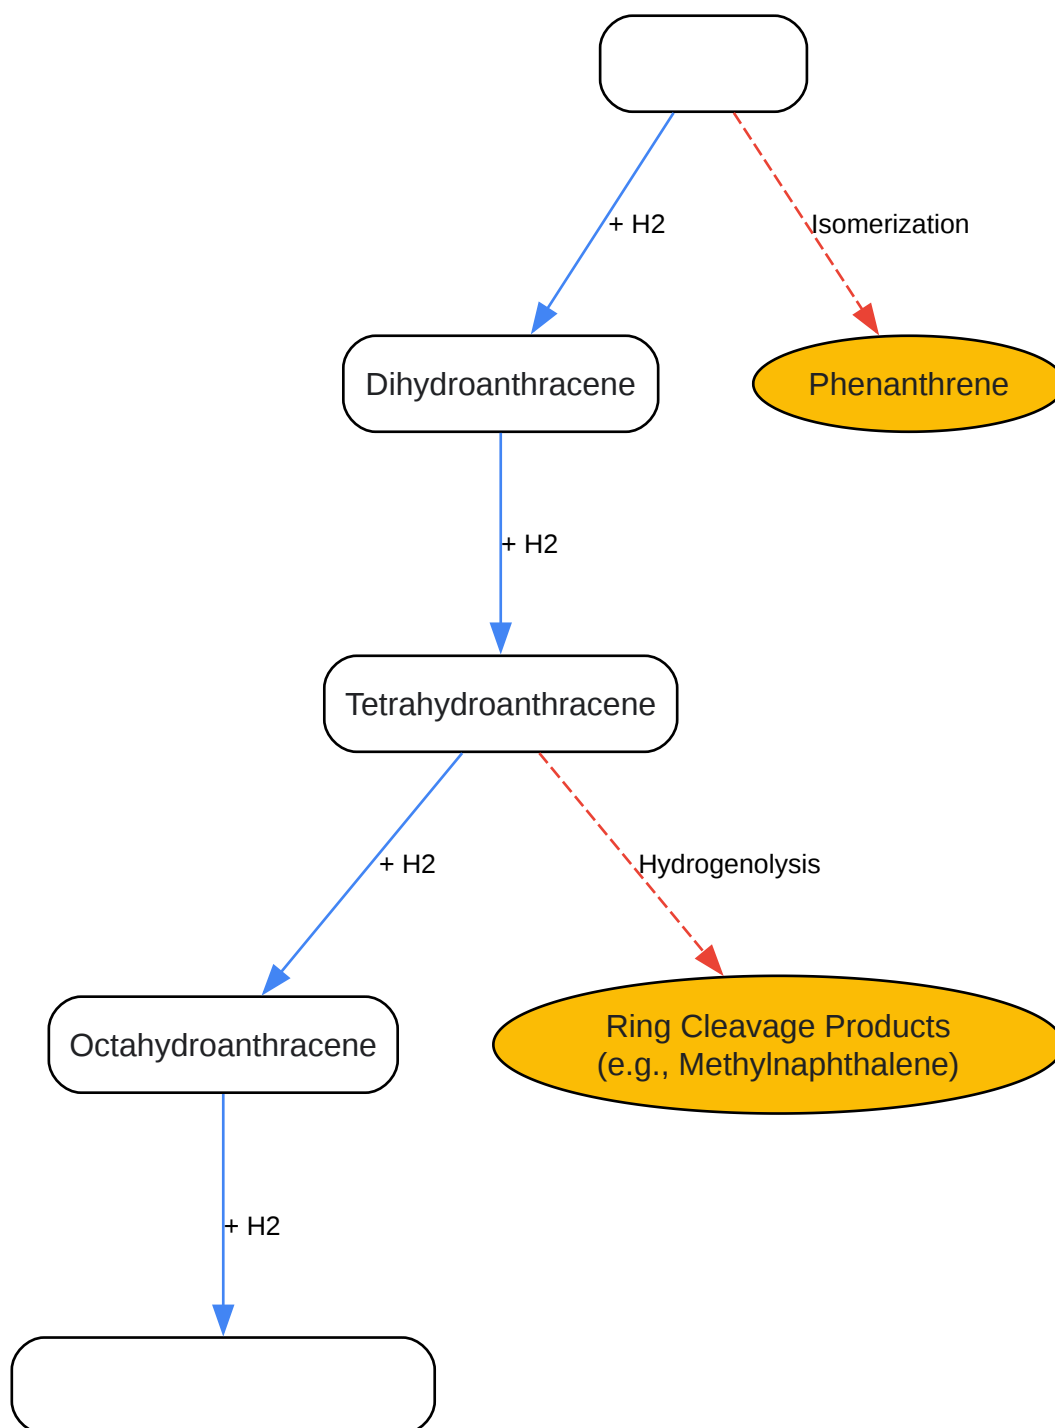 + H2
Isomerization
Dihydroanthracene
Phenanthrene
+ H2
Tetrahydroanthracene
+ H2
Hydrogenolysis
Octahydroanthracene
Ring Cleavage Products
(e.g., Methylnaphthalene)
+ H2